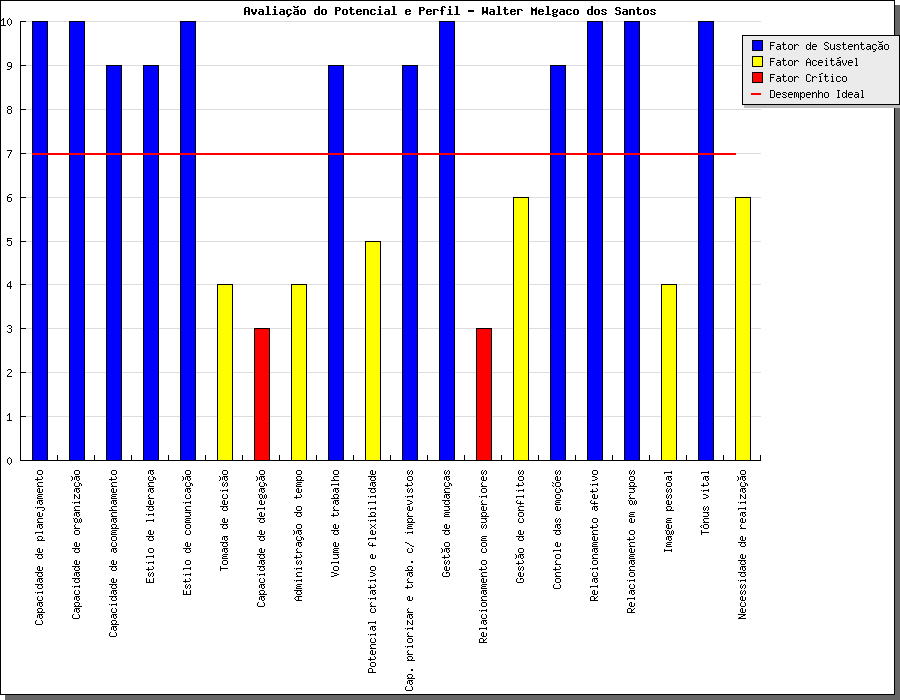 Avaliação do Potencial e Perfil - Walter Melgaco dos Santos
Fator de Sustentação
Fator Aceitável
Fator Crítico
Desempenho Ideal
10
9
8
7
6
5
4
3
2
1
0
Capacidade de planejamento
Capacidade de organização
Capacidade de acompanhamento
Estilo de liderança
Estilo de comunicação
Tomada de decisão
Capacidade de delegação
Administração do tempo
Volume de trabalho
Potencial criativo e flexibilidade
Cap. priorizar e trab. c/ imprevistos
Gestão de mudanças
Relacionamento com superiores
Gestão de conflitos
Controle das emoções
Relacionamento afetivo
Relacionamento em grupos
Imagem pessoal
Tônus vital
Necessidade de realização